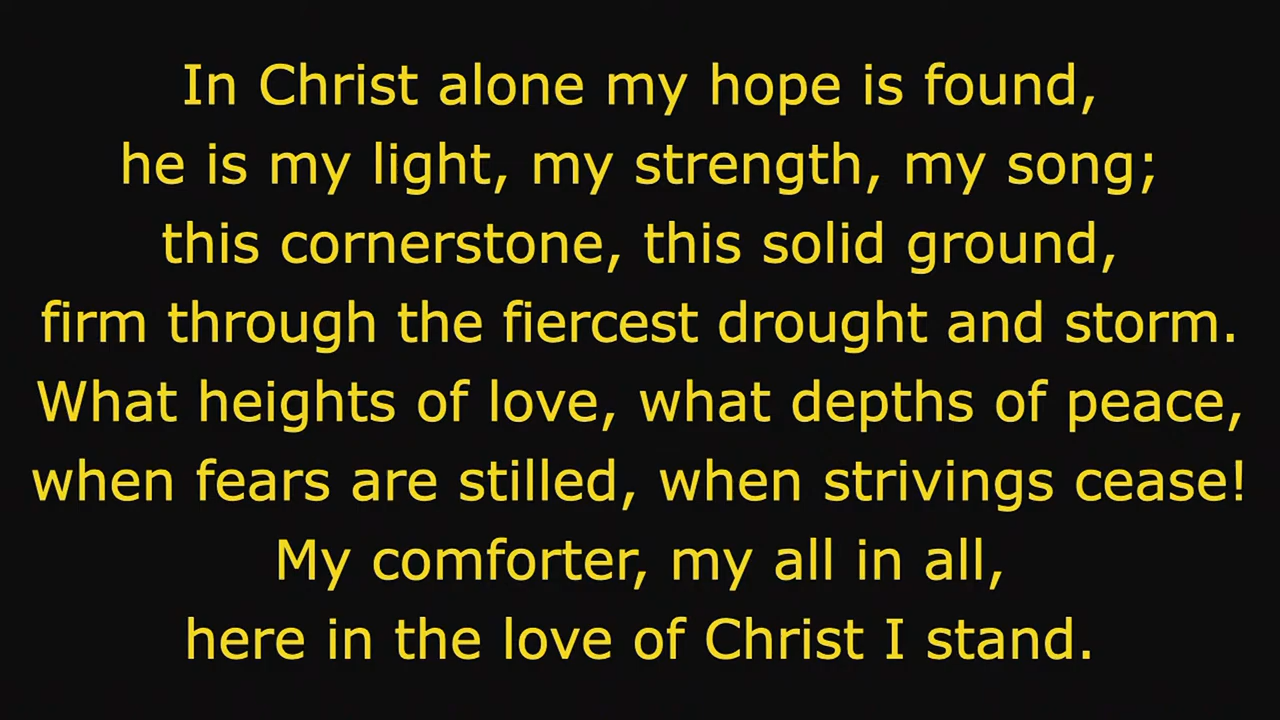 In Christ alone my hope is found,
he is my light, my strength, my song;
this cornerstone, this solid ground,
firm through the fiercest drought and storm.
What heights of love, what depths of peace,
when fears are stilled, when strivings cease!
My comforter, my all in all,
here in the love of Christ I stand.